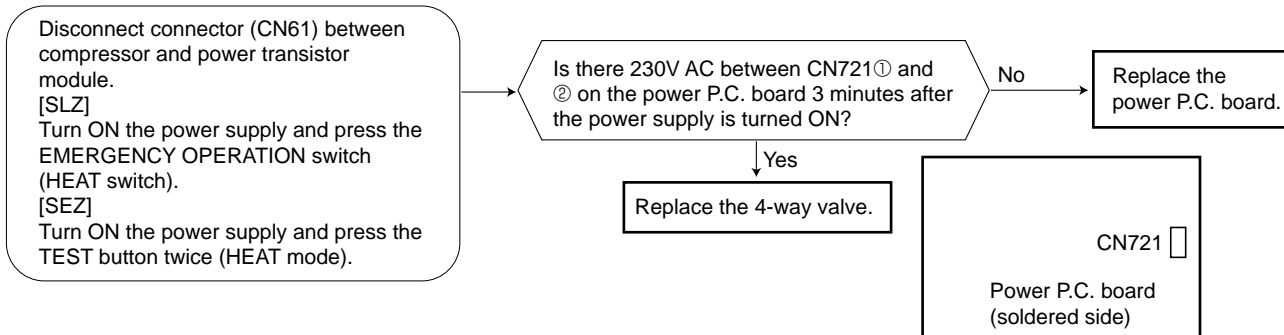 Disconnect connector (CN61) between
compressor and power transistor
module.
[SLZ]
Turn ON the power supply and press the
EMERGENCY OPERATION switch
(HEAT switch).
[SEZ]
Turn ON the power supply and press the
TEST button twice (HEAT mode).
Is there 230V AC between CN721① and
② on the power P.C. board 3 minutes after
the power supply is turned ON?
No
Replace the
power P.C. board.
Yes
Replace the 4-way valve.
CN721
Power P.C. board
(soldered side)